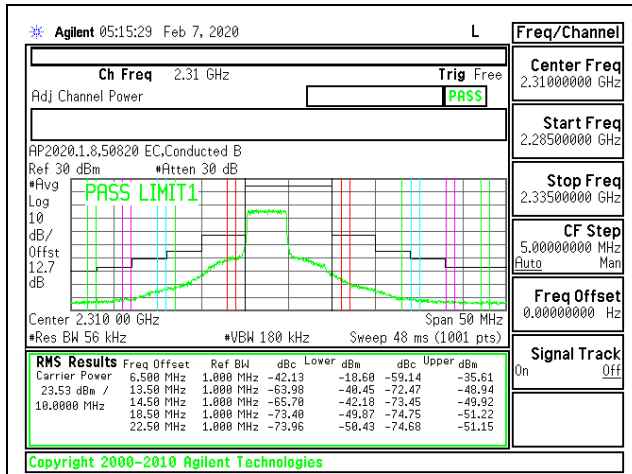 Agilent 05:15:29 Feb 7, 2020 L
Freq/Channel
Ch Freq 2.31 GHz Trig Free
Adj Channel Power PASS
Center Freq
2.31000000 GHz
Start Freq
2.28500000 GHz
Stop Freq
2.33500000 GHz
CF Step
5.00000000 MHz
Auto Man
Freq Offset
0.00000000 Hz
Signal Track
On Off
AP2020.1.8,50820 EC,Conducted B
Ref 30 dBm #Atten 30 dB
#Avg
Log
10
dB/
Offst
12.7
dB
PASS LIMIT1
Center 2.310 00 GHz Span 50 MHz
#Res BW 56 kHz #VBW 180 kHz Sweep 48 ms (1001 pts)
RMS Results Freq Offset Ref BW dBc Lower dBm dBc Upper dBm
Carrier Power 6.500 MHz 1.000 MHz -42.13 -18.60 -59.14 -35.61
23.53 dBm / 13.50 MHz 1.000 MHz -63.98 -40.45 -72.47 -48.94
10.0000 MHz 14.50 MHz 1.000 MHz -65.70 -42.18 -73.45 -49.92
18.50 MHz 1.000 MHz -73.40 -49.87 -74.75 -51.22
22.50 MHz 1.000 MHz -73.96 -50.43 -74.68 -51.15
Copyright 2000-2010 Agilent Technologies